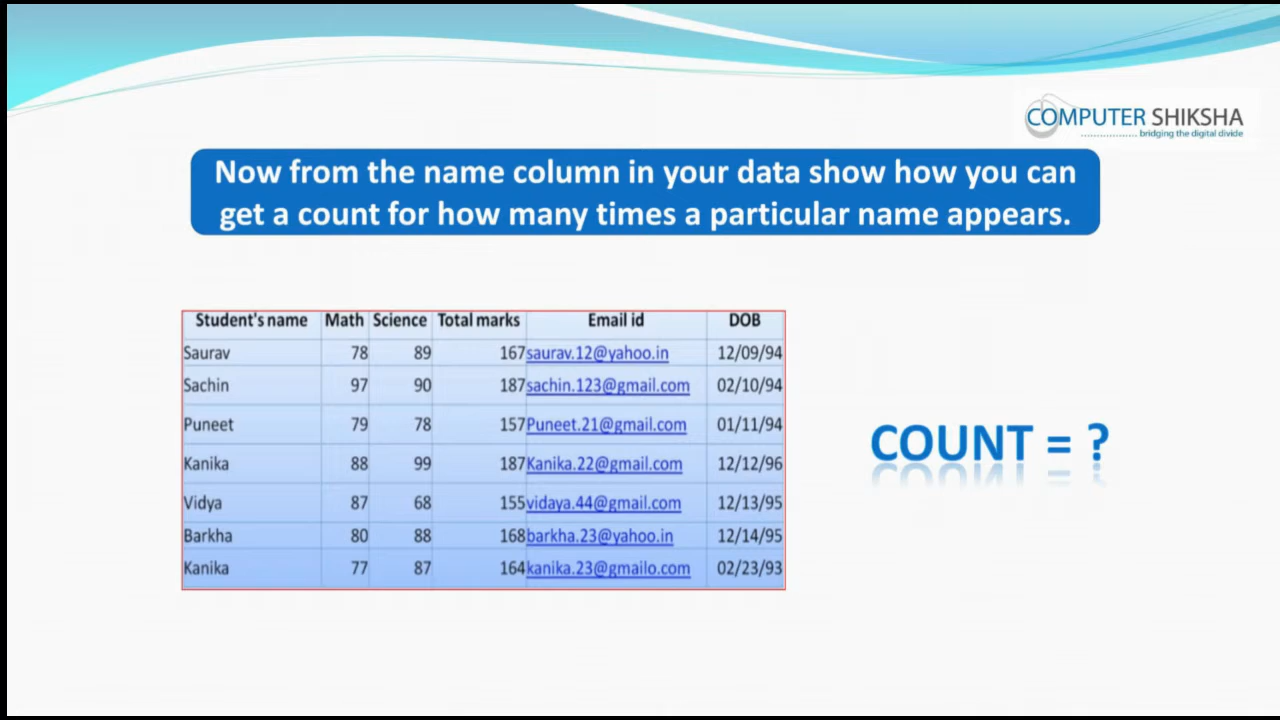 COMPUTER SHIKSHA
bridging the digital divide
Now from the name column in your data show how you can
get a count for how many times a particular name appears.
Student's name Math Science Total marks Email id DOB
Saurav 78 89 167 saurav.12@yahoo.in 12/09/94
Sachin 97 90 187 sachin.123@gmail.com 02/10/94
Puneet 79 78 157 Puneet.21@gmail.com 01/11/94
Kanika 88 99 187 Kanika.22@gmail.com 12/12/96
Vidya 87 68 155 vidaya.44@gmail.com 12/13/95
Barkha 80 88 168 barkha.23@yahoo.in 12/14/95
Kanika 77 87 164 kanika.23@gmailo.com 02/23/93
COUNT = ?